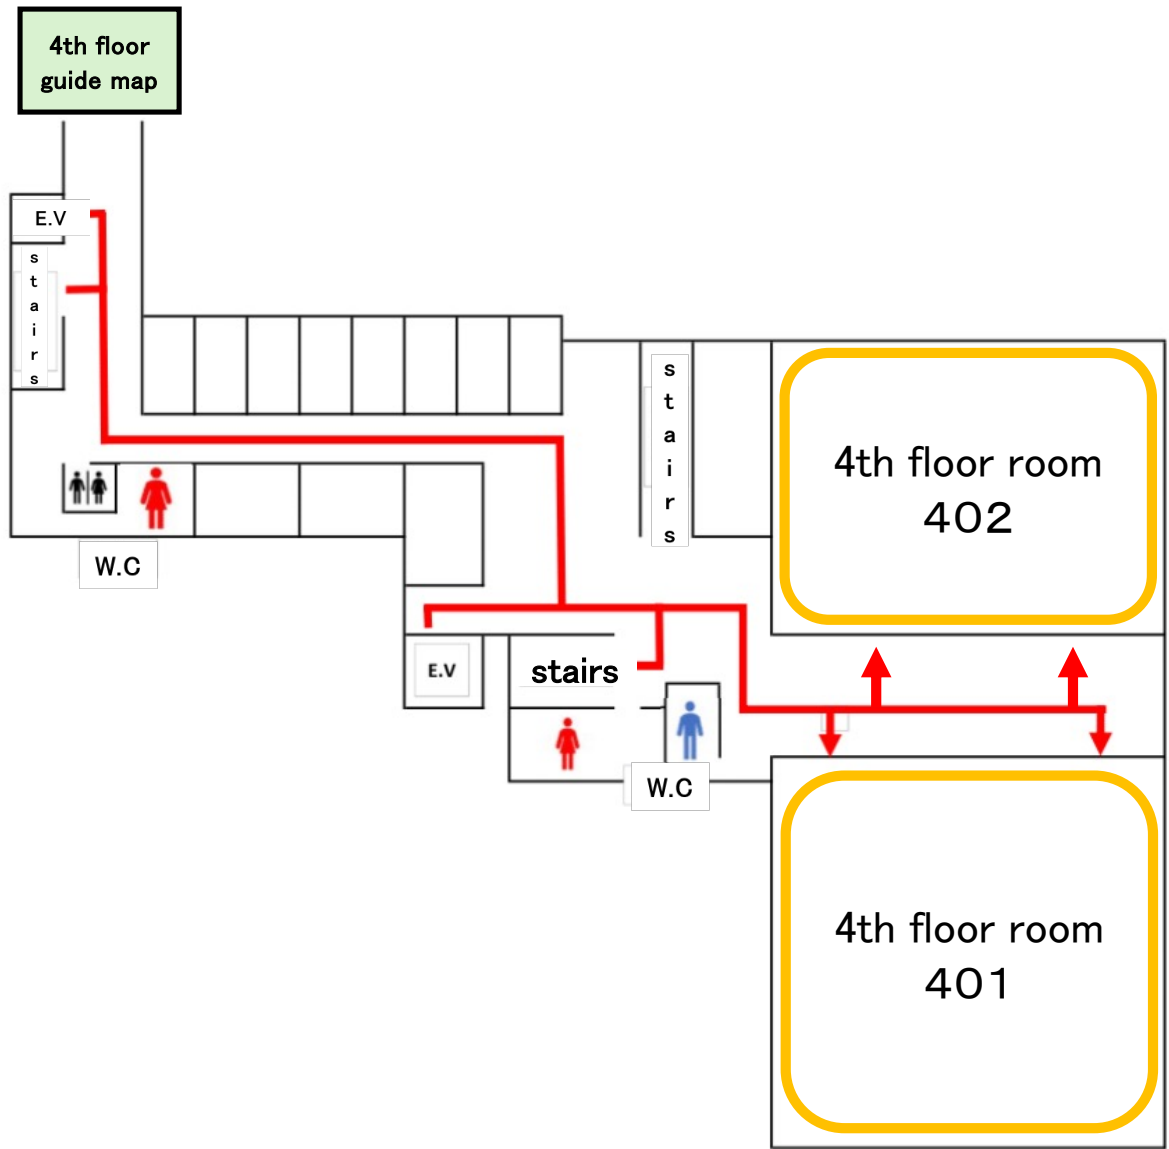 4th floor
guide map
E.V
stairs
stairs
4th floor room
402
W.C
E.V
stairs
W.C
4th floor room
401